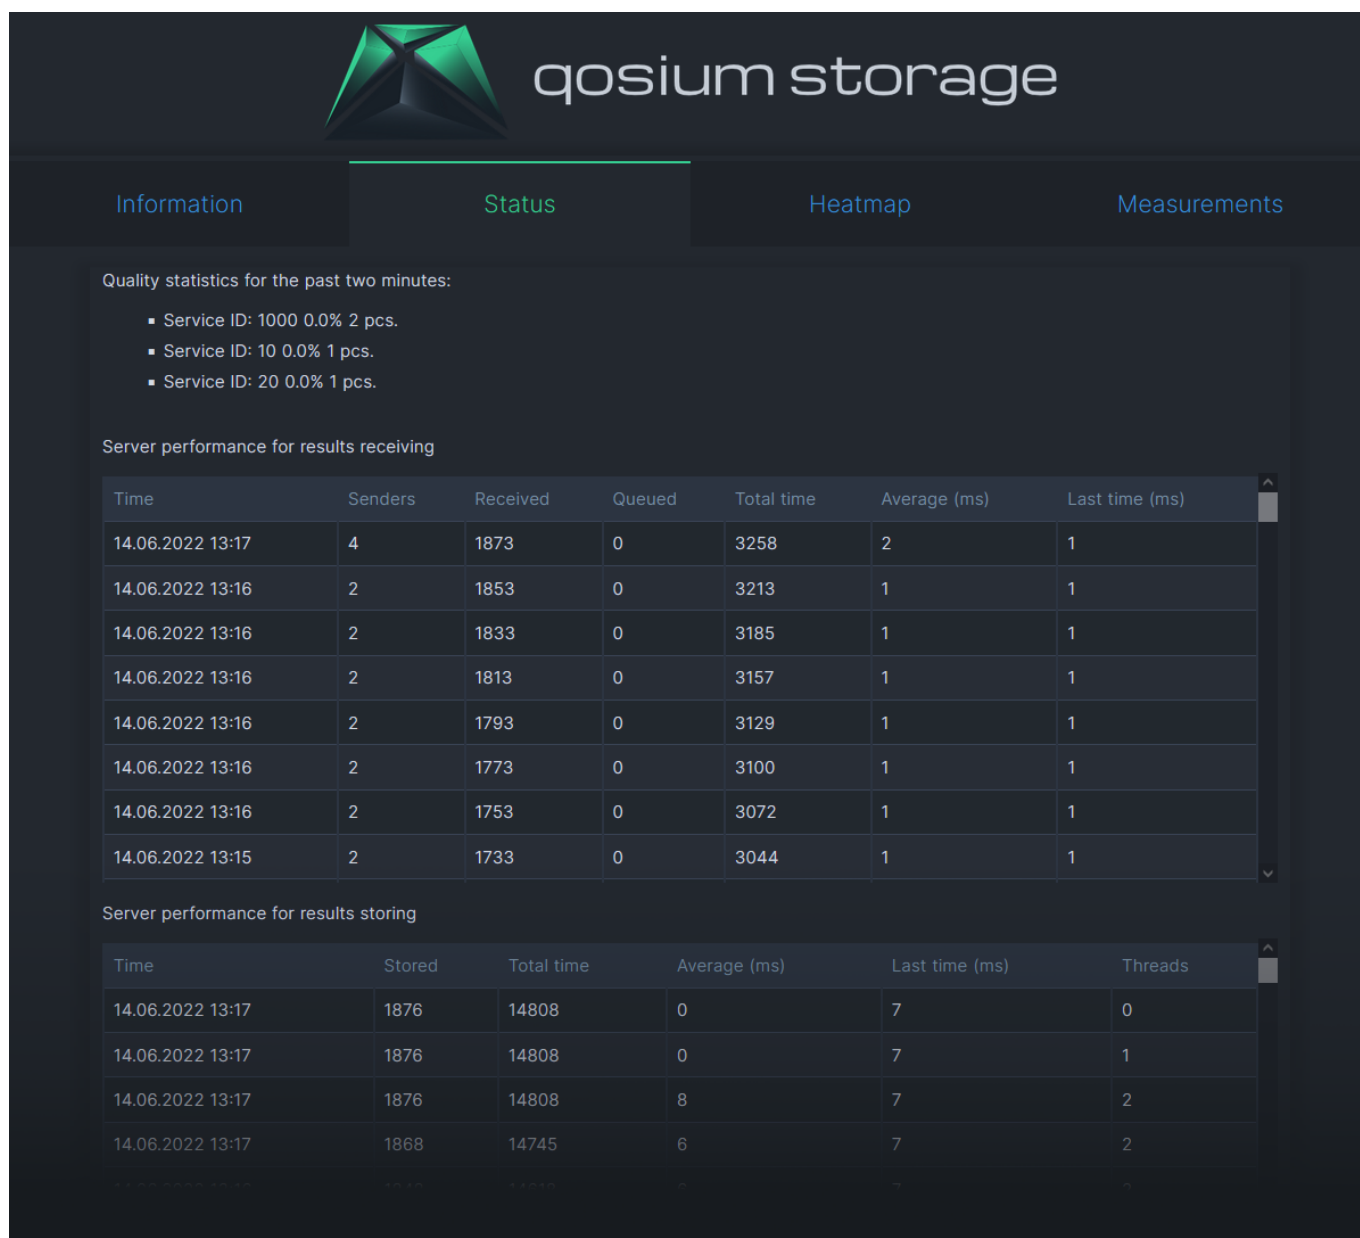 qosium storage
Information Status Heatmap Measurements
Quality statistics for the past two minutes:
▪ Service ID: 1000 0.0% 2 pcs.
▪ Service ID: 10 0.0% 1 pcs.
▪ Service ID: 20 0.0% 1 pcs.
Server performance for results receiving
Time Senders Received Queued Total time Average (ms) Last time (ms)
14.06.2022 13:17 4 1873 0 3258 2 1
14.06.2022 13:16 2 1853 0 3213 1 1
14.06.2022 13:16 2 1833 0 3185 1 1
14.06.2022 13:16 2 1813 0 3157 1 1
14.06.2022 13:16 2 1793 0 3129 1 1
14.06.2022 13:16 2 1773 0 3100 1 1
14.06.2022 13:16 2 1753 0 3072 1 1
14.06.2022 13:15 2 1733 0 3044 1 1
Server performance for results storing
Time Stored Total time Average (ms) Last time (ms) Threads
14.06.2022 13:17 1876 14808 0 7 0
14.06.2022 13:17 1876 14808 0 7 1
14.06.2022 13:17 1876 14808 8 7 2
14.06.2022 13:17 1868 14745 6 7 2